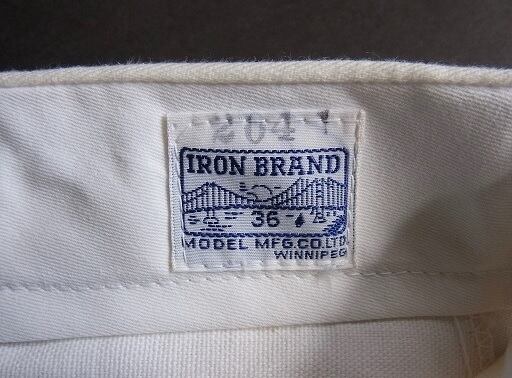 204
IRON BRAND
36
MODEL MFG.CO.LTD.
WINNIPEG